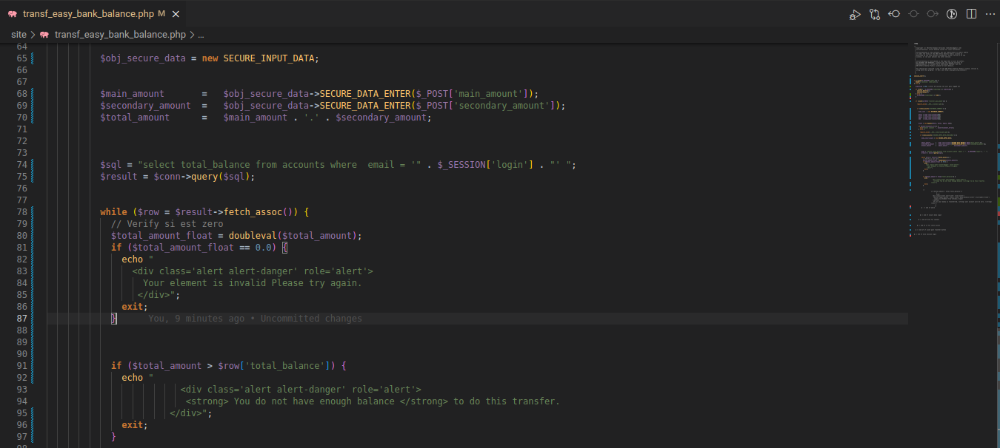 transf_easy_bank_balance.php M ×
site > transf_easy_bank_balance.php > ...
64
65 $obj_secure_data = new SECURE_INPUT_DATA;
66
67
68 $main_amount = $obj_secure_data->SECURE_DATA_ENTER($_POST['main_amount']);
69 $secondary_amount = $obj_secure_data->SECURE_DATA_ENTER($_POST['secondary_amount']);
70 $total_amount = $main_amount . '.' . $secondary_amount;
71
72
73
74 $sql = "select total_balance from accounts where  email = '" . $_SESSION['login'] . "' ";
75 $result = $conn->query($sql);
76
77
78 while ($row = $result->fetch_assoc()) {
79 // Verify si est zero
80 $total_amount_float = doubleval($total_amount);
81 if ($total_amount_float == 0.0) {
82 echo "
83 <div class='alert alert-danger' role='alert'>
84 Your element is invalid Please try again.
85 </div>";
86 exit;
87 } You, 9 minutes ago • Uncommitted changes
88
89
90
91 if ($total_amount > $row['total_balance']) {
92 echo "
93 <div class='alert alert-danger' role='alert'>
94 <strong> You do not have enough balance </strong> to do this transfer.
95 </div>";
96 exit;
97 }
98